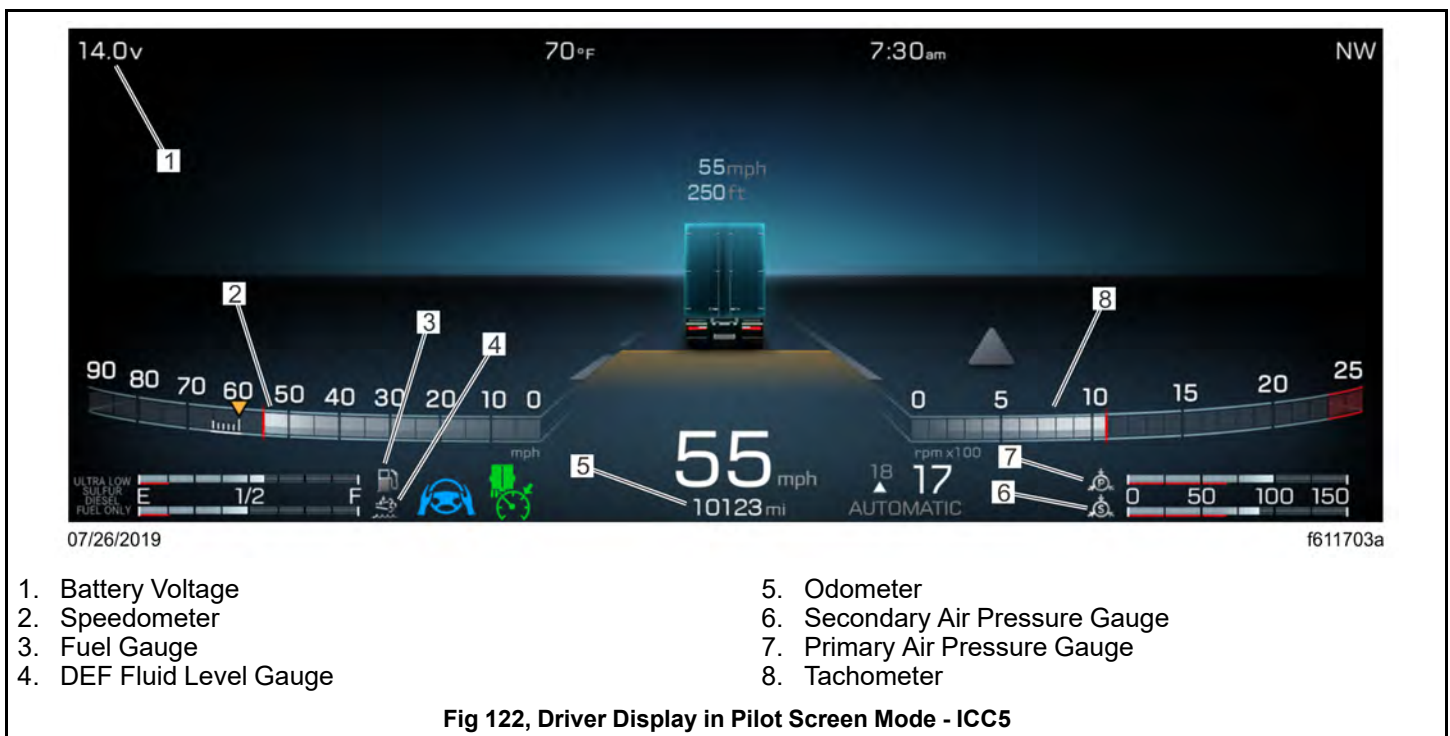 14.0v 70°F 7:30am NW
1
55mph
250ft
2
3
4
8
90 80 70 60 50 40 30 20 10 0
mph
0 5 10 15 20 25
rpm x100
55 mph
5
10123 mi
18
17
AUTOMATIC
7
6
P
S
0 50 100 150
ULTRA LOW
SULFUR
DIESEL
FUEL ONLY
E 1/2 F
07/26/2019 f611703a
1. Battery Voltage
2. Speedometer
3. Fuel Gauge
4. DEF Fluid Level Gauge
5. Odometer
6. Secondary Air Pressure Gauge
7. Primary Air Pressure Gauge
8. Tachometer
Fig 122, Driver Display in Pilot Screen Mode - ICC5